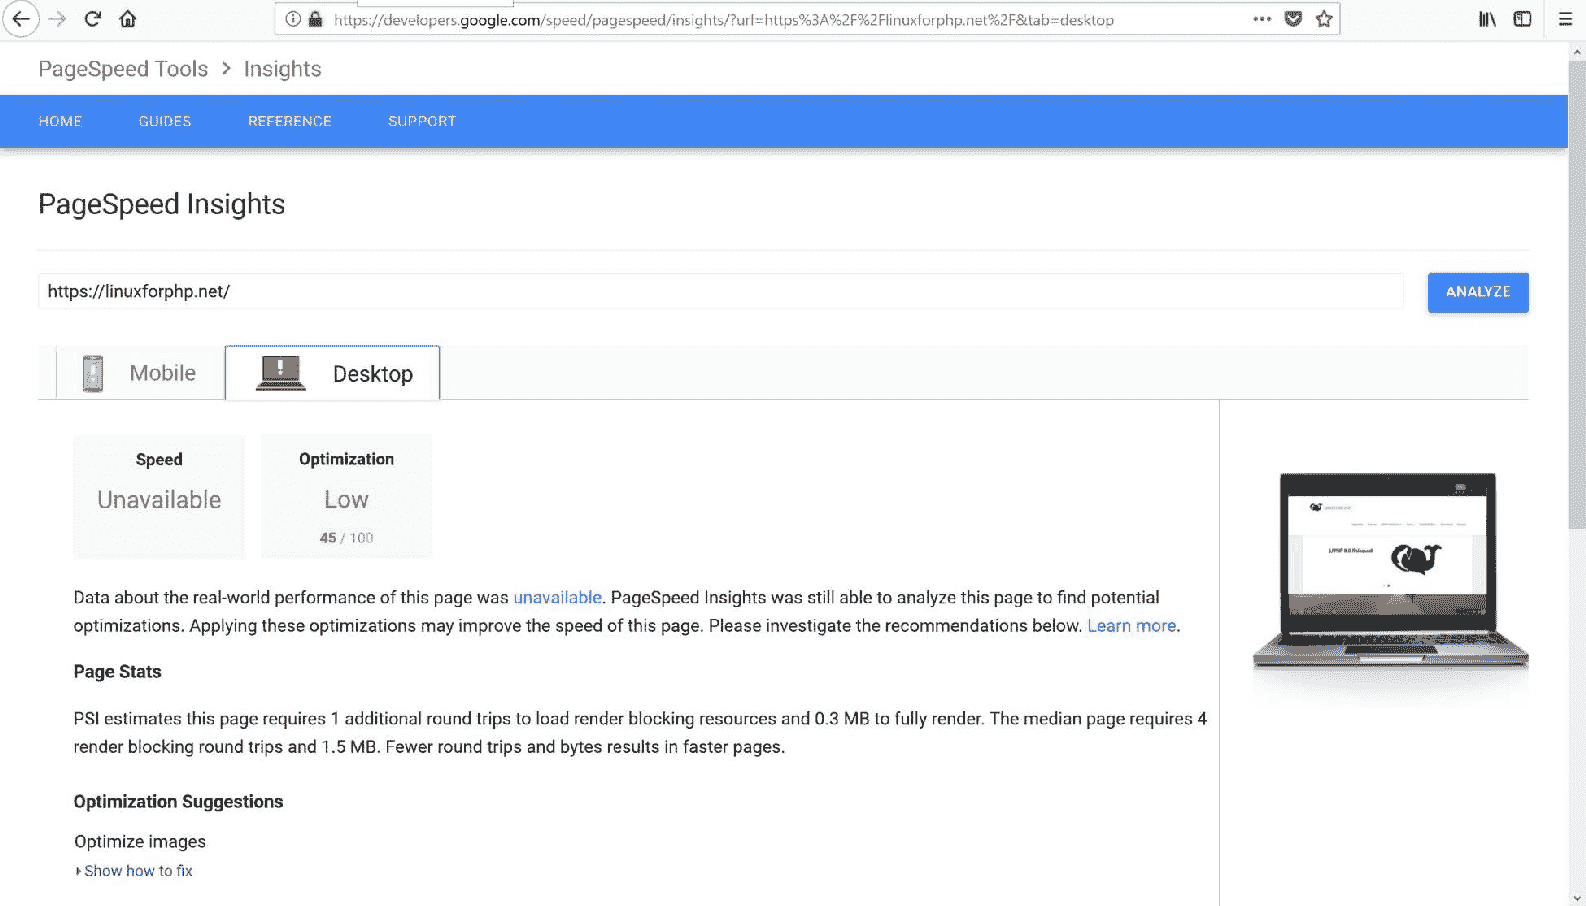 https://developers.google.com/speed/pagespeed/insights/?url=https%3A%2F%2Flinuxforphp.net%2F&tab=desktop
PageSpeed Tools > Insights
HOME GUIDES REFERENCE SUPPORT
PageSpeed Insights
https://linuxforphp.net/
ANALYZE
Mobile Desktop
Speed
Unavailable
Optimization
Low
45 / 100
Data about the real-world performance of this page was unavailable. PageSpeed Insights was still able to analyze this page to find potential
optimizations. Applying these optimizations may improve the speed of this page. Please investigate the recommendations below. Learn more.
Page Stats
PSI estimates this page requires 1 additional round trips to load render blocking resources and 0.3 MB to fully render. The median page requires 4
render blocking round trips and 1.5 MB. Fewer round trips and bytes results in faster pages.
Optimization Suggestions
Optimize images
Show how to fix